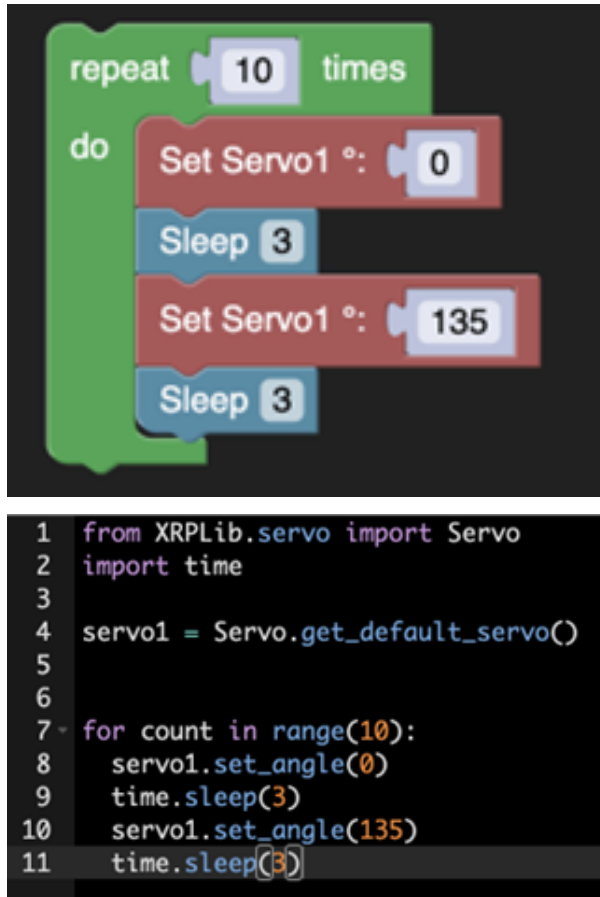 repeat 10 times
do
Set Servo1 °: 0
Sleep 3
Set Servo1 °: 135
Sleep 3
1 from XRPLib.servo import Servo
2 import time
3
4 servo1 = Servo.get_default_servo()
5
6
7 for count in range(10):
8   servo1.set_angle(0)
9   time.sleep(3)
10   servo1.set_angle(135)
11   time.sleep(3)